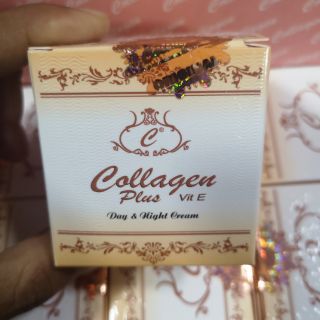 C®
Collagen
Plus Vit E
Day & Night Cream